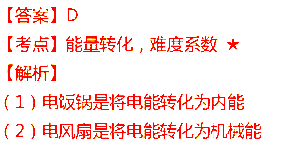 【答案】D
【考点】能量转化，难度系数 ★
【解析】
（1）电饭锅是将电能转化为内能
（2）电风扇是将电能转化为机械能